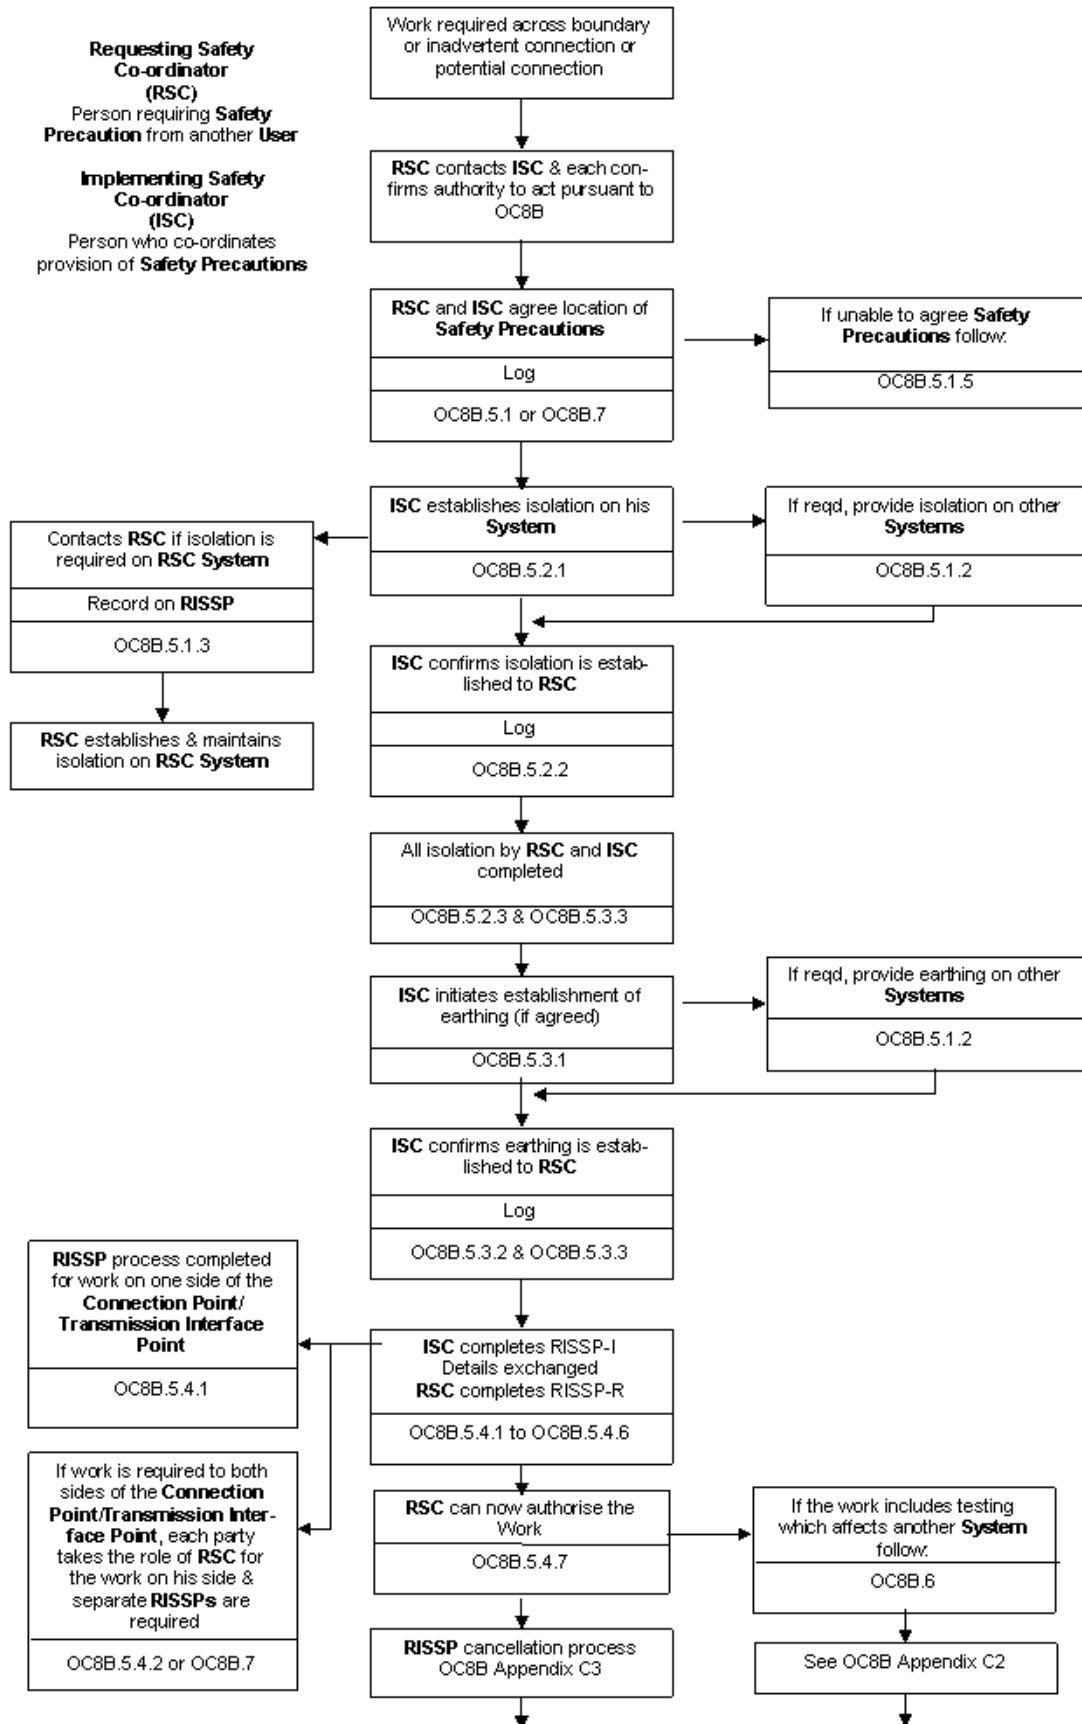 Requesting Safety
Co-ordinator
(RSC)
Person requiring Safety
Precaution from another User
Implementing Safety
Co-ordinator
(ISC)
Person who co-ordinates
provision of Safety Precautions
Work required across boundary
or inadvertent connection or
potential connection
RSC contacts ISC & each con-
firms authority to act pursuant to
OC8B
RSC and ISC agree location of
Safety Precautions
Log
OC8B.5.1 or OC8B.7
If unable to agree Safety
Precautions follow:
OC8B.5.1.5
ISC establishes isolation on his
System
OC8B.5.2.1
If reqd, provide isolation on other
Systems
OC8B.5.1.2
Contacts RSC if isolation is
required on RSC System
Record on RISSP
OC8B.5.1.3
RSC establishes & maintains
isolation on RSC System
ISC confirms isolation is estab-
lished to RSC
Log
OC8B.5.2.2
All isolation by RSC and ISC
completed
OC8B.5.2.3 & OC8B.5.3.3
ISC initiates establishment of
earthing (if agreed)
OC8B.5.3.1
If reqd, provide earthing on other
Systems
OC8B.5.1.2
ISC confirms earthing is estab-
lished to RSC
Log
OC8B.5.3.2 & OC8B.5.3.3
RISSP process completed
for work on one side of the
Connection Point/
Transmission Interface
Point
OC8B.5.4.1
ISC completes RISSP-I
Details exchanged
RSC completes RISSP-R
OC8B.5.4.1 to OC8B.5.4.6
If work is required to both
sides of the Connection
Point/Transmission Inter-
face Point, each party
takes the role of RSC for
the work on his side &
separate RISSPs are
required
OC8B.5.4.2 or OC8B.7
RSC can now authorise the
Work
OC8B.5.4.7
If the work includes testing
which affects another System
follow:
OC8B.6
RISSP cancellation process
OC8B Appendix C3
See OC8B Appendix C2